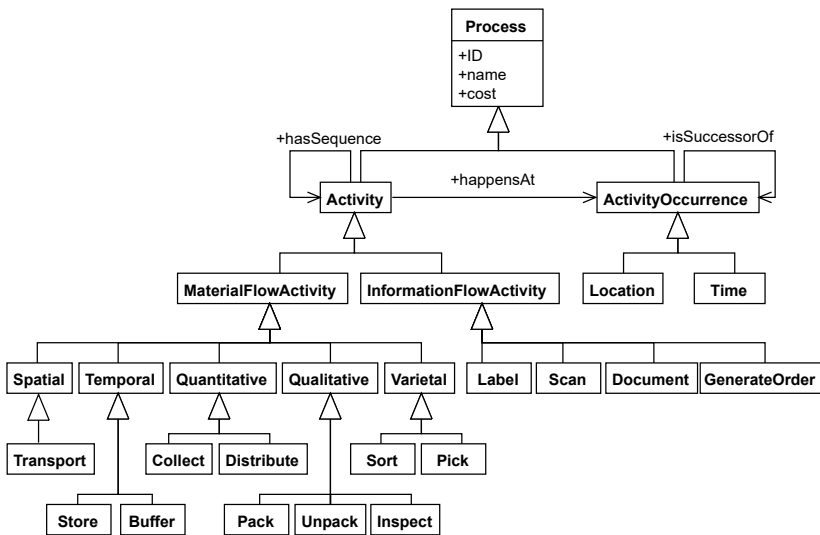 Process
+ID
+name
+cost
+hasSequence
+isSuccessorOf
+happensAt
Activity
ActivityOccurrence
MaterialFlowActivity
InformationFlowActivity
Location
Time
Spatial
Temporal
Quantitative
Qualitative
Varietal
Label
Scan
Document
GenerateOrder
Transport
Collect
Distribute
Sort
Pick
Store
Buffer
Pack
Unpack
Inspect